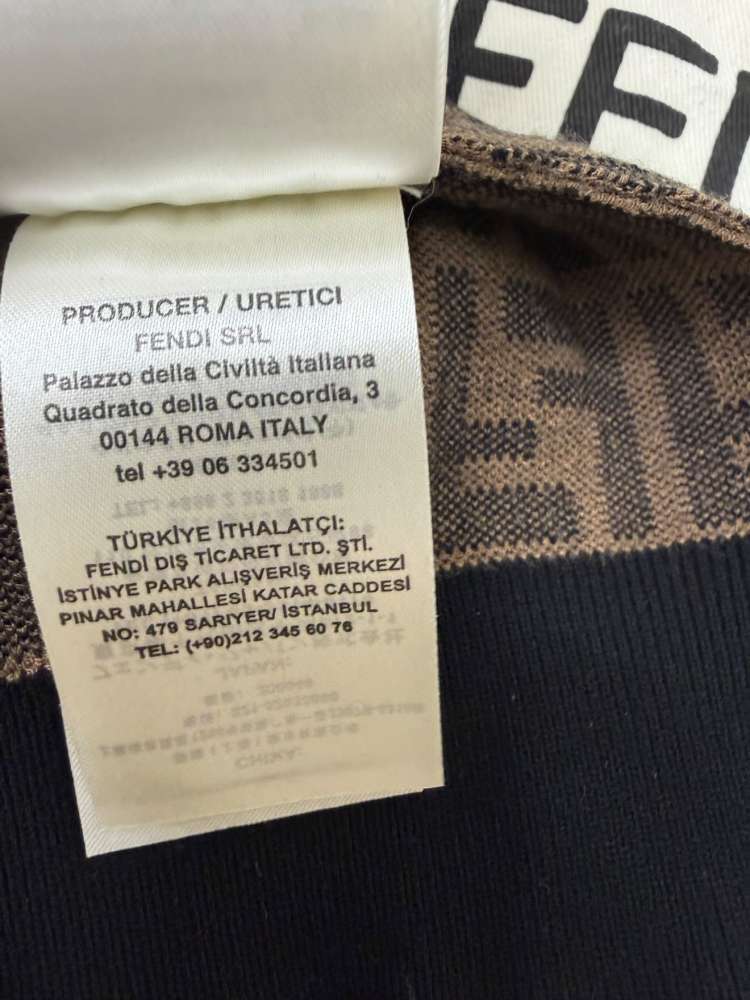 FF
PRODUCER / URETICI
FENDI SRL
Palazzo della Civiltà Italiana
Quadrato della Concordia, 3
00144 ROMA ITALY
tel +39 06 334501
TÜRKİYE İTHALATÇI:
FENDİ DIŞ TİCARET LTD. ŞTİ.
İSTİNYE PARK ALIŞVERİŞ MERKEZİ
PINAR MAHALLESİ KATAR CADDESİ
NO: 479 SARIYER/ İSTANBUL
TEL: (+90)212 345 60 76